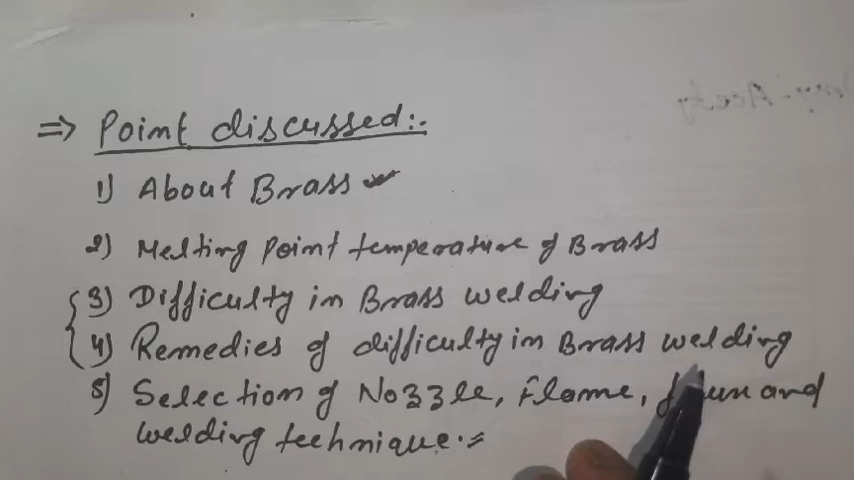 => Point discussed:-
1) About Brass
2) Melting point temperature of Brass
3) Difficulty in Brass welding
4) Remedies of difficulty in Brass welding
5) Selection of Nozzle, Flame, and
welding technique.